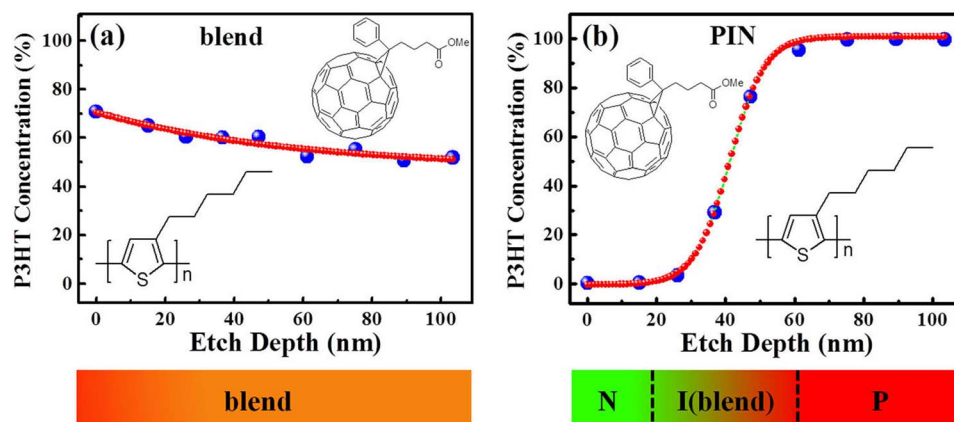 (a) blend
OMe
O
P3HT Concentration (%)
100
80
60
40
20
0
[ ]n
S
0 20 40 60 80 100
Etch Depth (nm)
blend
(b) PIN
OMe
O
P3HT Concentration (%)
100
80
60
40
20
0
[ ]n
S
0 20 40 60 80 100
Etch Depth (nm)
N I(blend) P